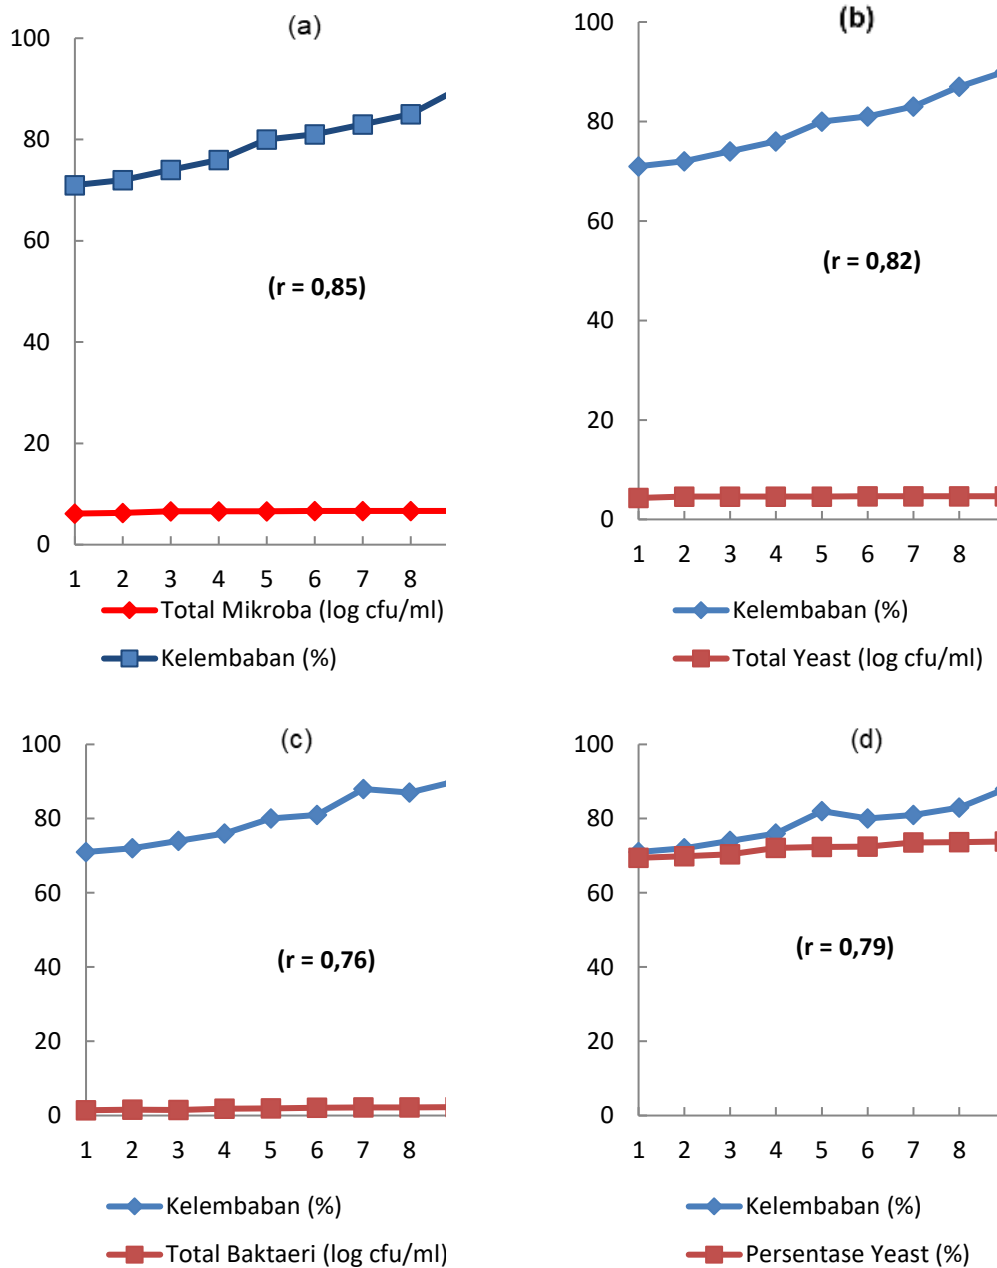 (a)
100
80
60
40
20
0
(r = 0,85)
1 2 3 4 5 6 7 8
Total Mikroba (log cfu/ml)
Kelembaban (%)
(b)
100
80
60
40
20
0
(r = 0,82)
1 2 3 4 5 6 7 8
Kelembaban (%)
Total Yeast (log cfu/ml)
(c)
100
80
60
40
20
0
(r = 0,76)
1 2 3 4 5 6 7 8
Kelembaban (%)
Total Baktaeri (log cfu/ml)
(d)
100
80
60
40
20
0
(r = 0,79)
1 2 3 4 5 6 7 8
Kelembaban (%)
Persentase Yeast (%)